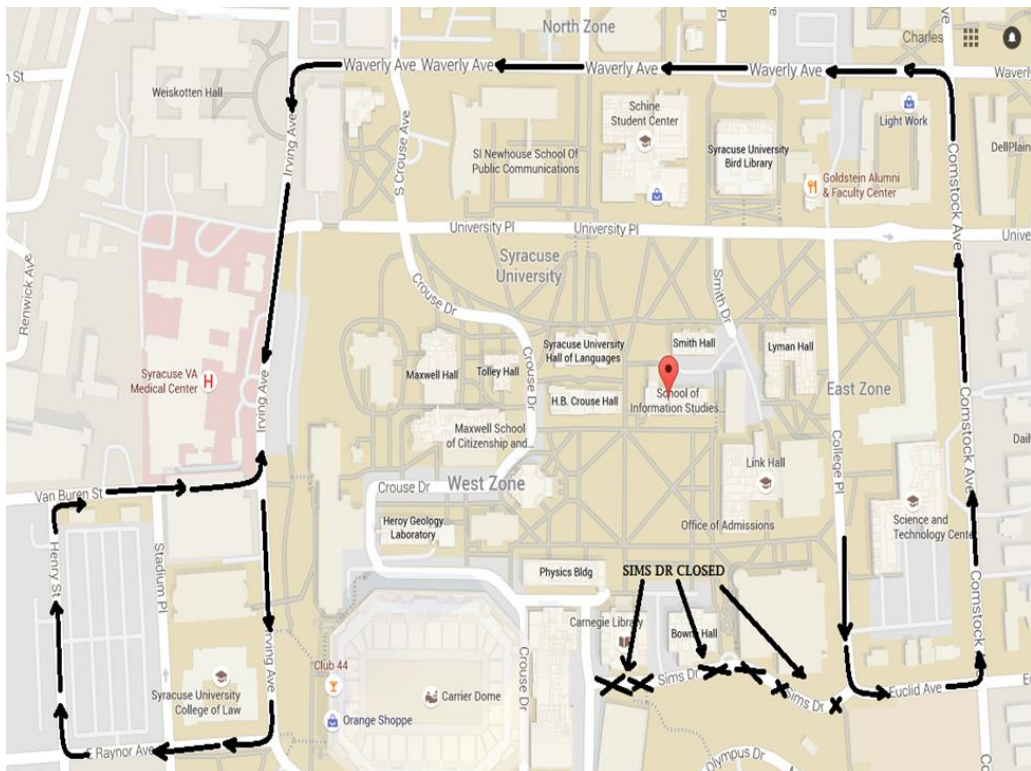 North Zone
Charles
Waverly Ave
Waverly Ave
Waverly Ave
Waverly Ave
Waverly Ave
Weiskotten Hall
Irving Ave
S Crouse Ave
Schine
Student Center
SI Newhouse School Of
Public Communications
Syracuse University
Bird Library
Light Work
DellPlain
Goldstein Alumni
& Faculty Center
Comstock Ave
University Pl
University Pl
Unive
Renwick Ave
Syracuse
University
Crouse Dr
Smith Dr
Syracuse VA
Medical Center
H
Irving Ave
Maxwell Hall
Tolley Hall
Crouse Dr
Syracuse University
Hall of Languages
H.B. Crouse Hall
Smith Hall
School of
Information Studies...
Lyman Hall
East Zone
Comstock Ave
Maxwell School
of Citizenship and...
College Pl
Link Hall
Van Buren St
Crouse Dr
West Zone
Heroy Geology
Laboratory
Office of Admissions
Science and
Technology Center
Henry St
Stadium Pl
Physics Bldg
SIMS DR CLOSED
Comstock Ave
Carnegie Library
Bowne Hall
Irving Ave
Crouse Dr
Club 44
Syracuse University
College of Law
Carrier Dome
Orange Shoppe
Sims Dr
Sims Dr
Euclid Ave
E Raynor Ave
Olympus Dr